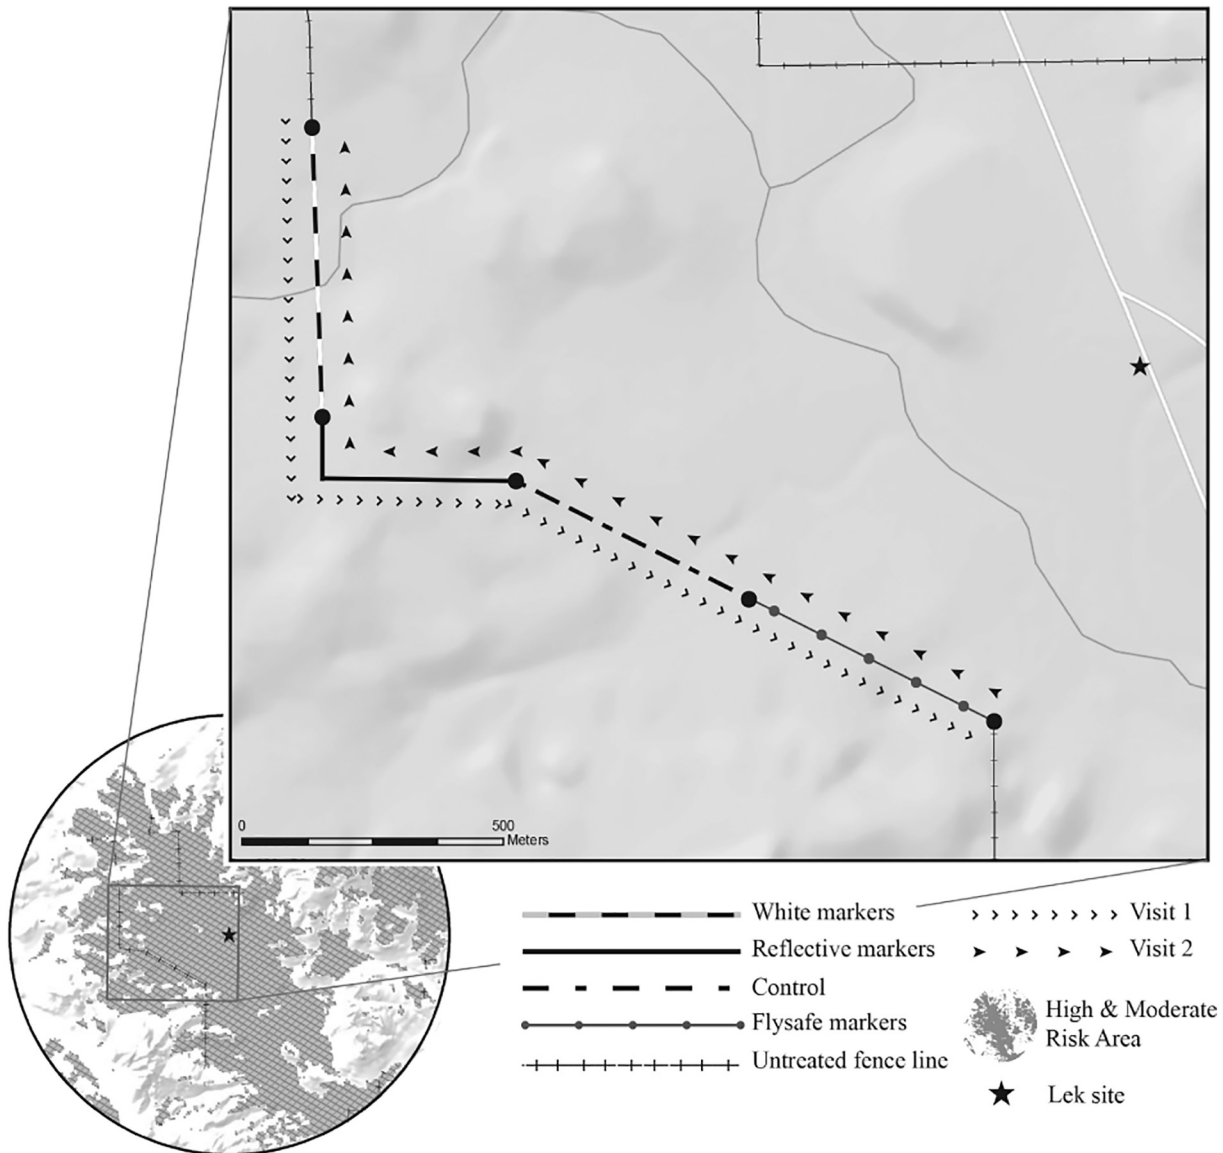 0 500
Meters
White markers
Visit 1
Reflective markers
Visit 2
Control
Flysafe markers
High & Moderate
Risk Area
Untreated fence line
Lek site